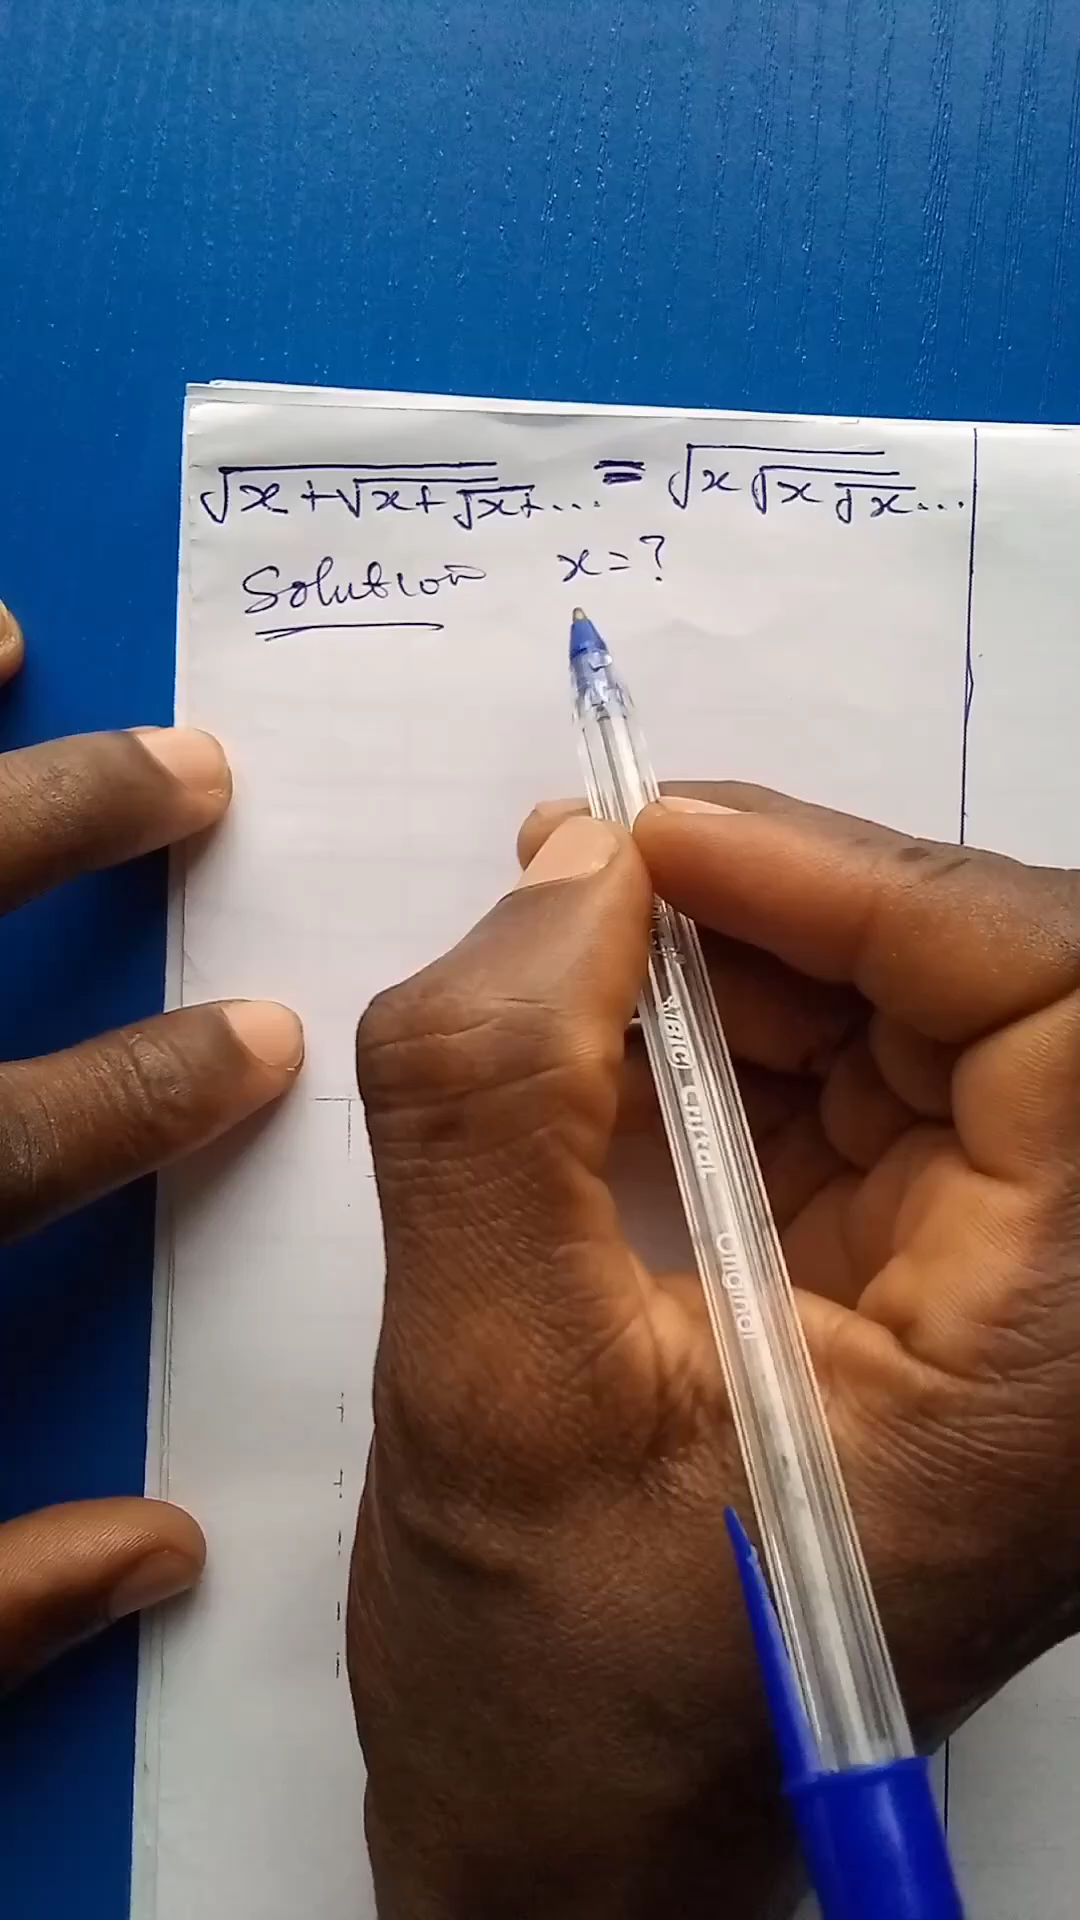 √x+√x+√x+... = √x√x√x...
Solution x=?
BIC Cristal Original